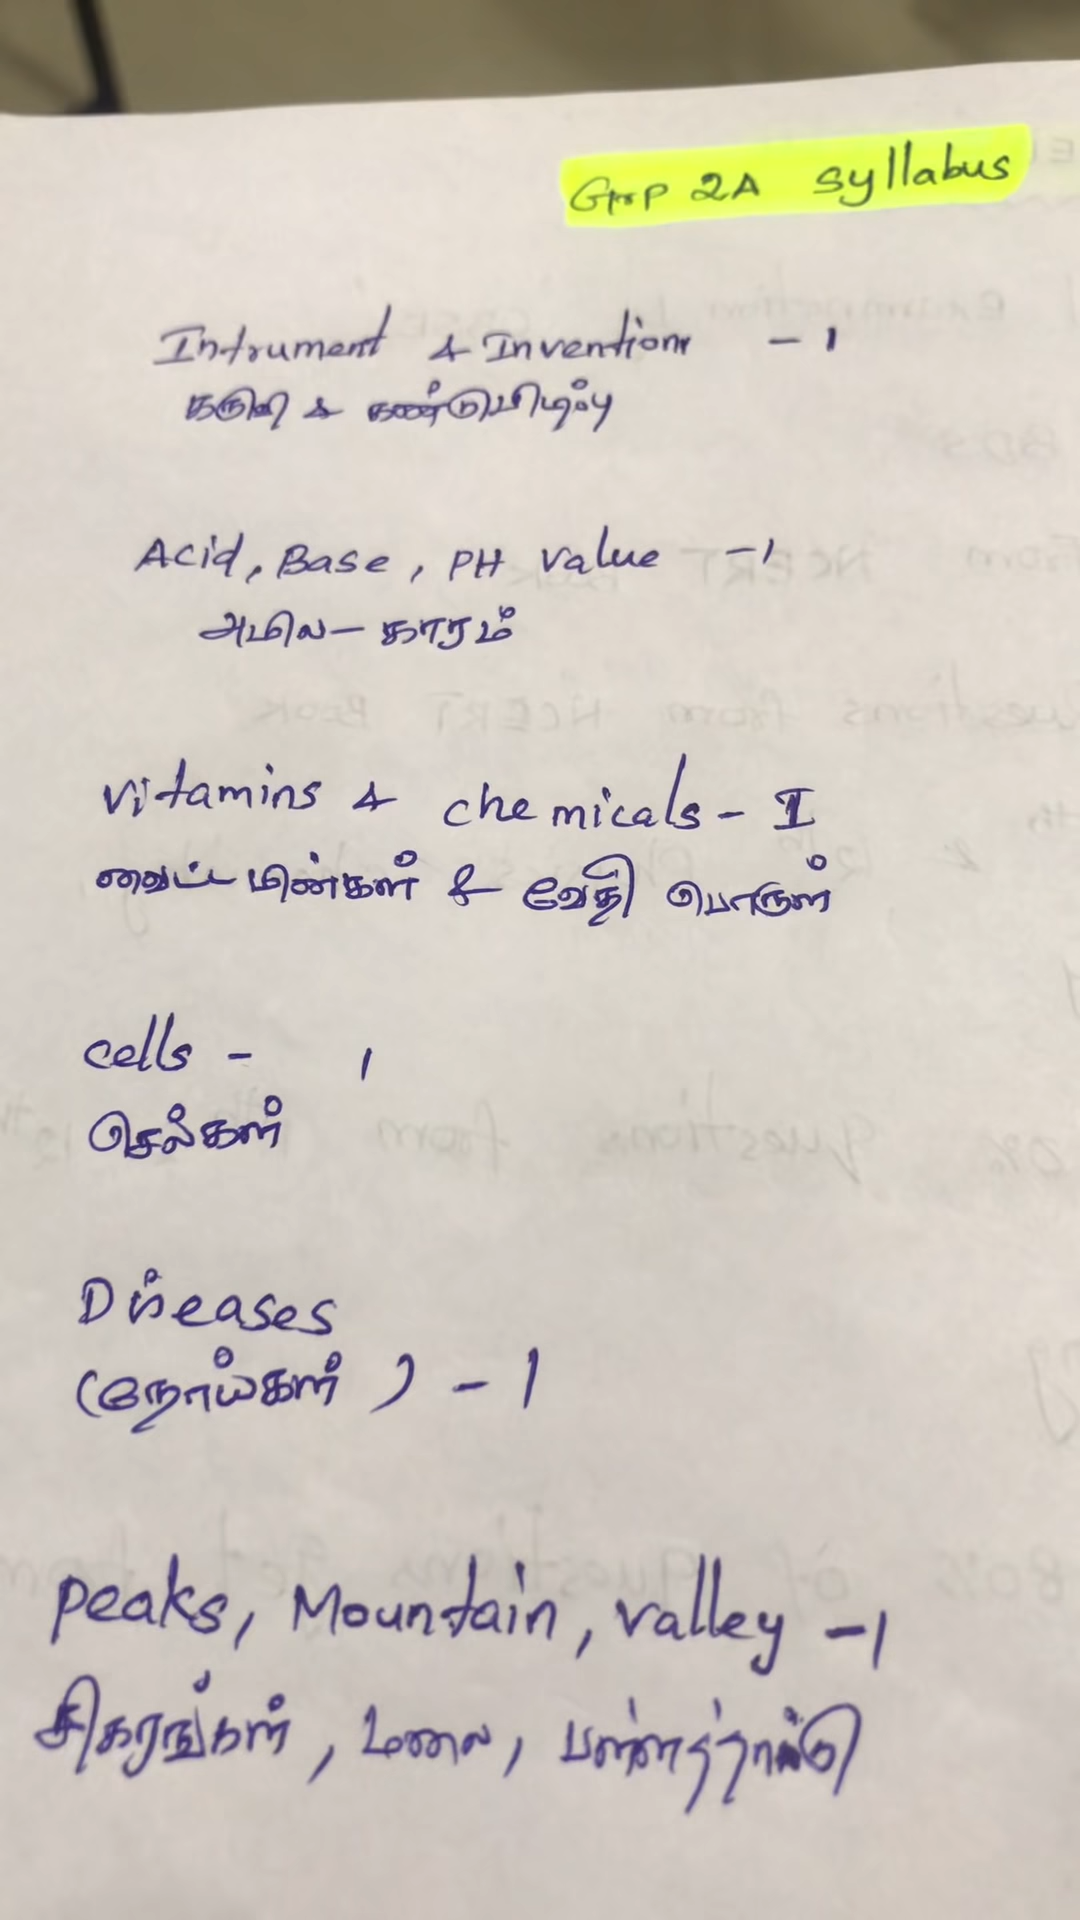 Grp 2A syllabus
Intrument & Inventions - 1
கருவி & கண்டுபிடிப்பு
Acid, Base, PH value - 1
அமில - காரம்
vitamins & chemicals - I
வைட்டமின்கள் & வேதி பொருள்
cells - 1
செல்கள்
Diseases
(நோய்கள் ) - 1
Peaks, Mountain, valley - 1
சிகரங்கள், மலை, பள்ளத்தாக்கு